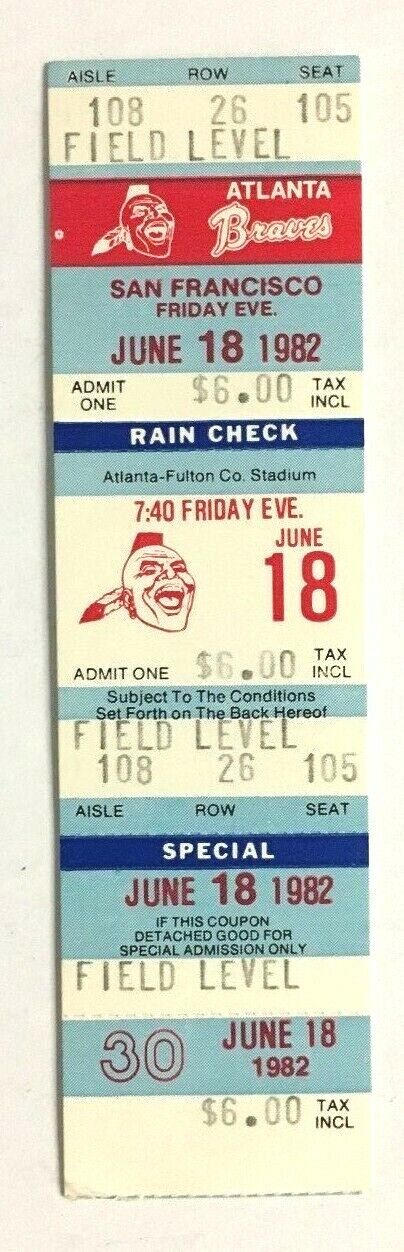 AISLE ROW SEAT
108 26 105
FIELD LEVEL
ATLANTA
Braves
SAN FRANCISCO
FRIDAY EVE.
JUNE 18 1982
ADMIT ONE $6.00 TAX INCL
RAIN CHECK
Atlanta-Fulton Co. Stadium
7:40 FRIDAY EVE.
JUNE
18
ADMIT ONE $6.00 TAX INCL
Subject To The Conditions
Set Forth on The Back Hereof
FIELD LEVEL
108 26 105
AISLE ROW SEAT
SPECIAL
JUNE 18 1982
IF THIS COUPON
DETACHED GOOD FOR
SPECIAL ADMISSION ONLY
FIELD LEVEL
30 JUNE 18
1982
$6.00 TAX INCL